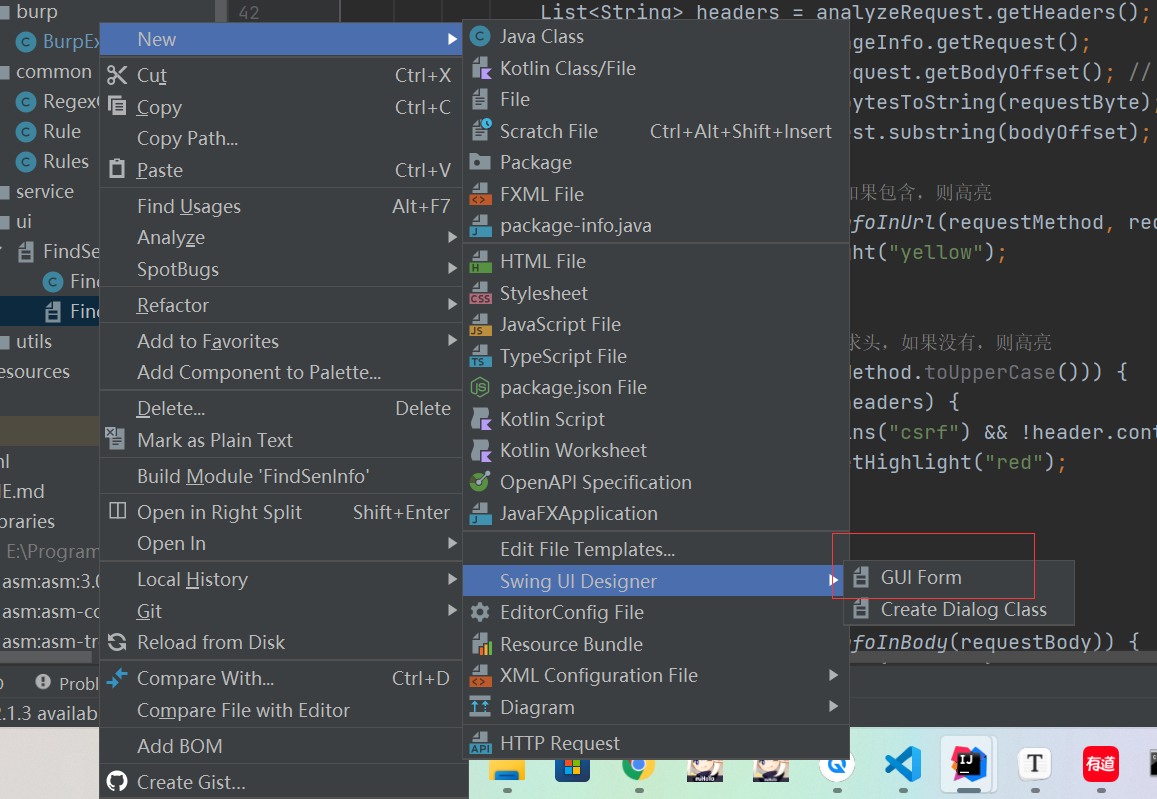 burp
BurpEx
common
Regex
Rule
Rules
service
ui
FindSe
Find
Find
utils
esources
E.md
braries
E:\Program
asm:asm:3.0
asm:asm-co
asm:asm-tr
Probl
.1.3 availab
New
Cut Ctrl+X
Copy Ctrl+C
Copy Path...
Paste Ctrl+V
Find Usages Alt+F7
Analyze
SpotBugs
Refactor
Add to Favorites
Add Component to Palette...
Delete... Delete
Mark as Plain Text
Build Module 'FindSenInfo'
Open in Right Split Shift+Enter
Open In
Local History
Git
Reload from Disk
Compare With... Ctrl+D
Compare File with Editor
Add BOM
Create Gist...
Java Class
Kotlin Class/File
File
Scratch File Ctrl+Alt+Shift+Insert
Package
FXML File
package-info.java
HTML File
Stylesheet
JavaScript File
TypeScript File
package.json File
Kotlin Script
Kotlin Worksheet
OpenAPI Specification
JavaFXApplication
Edit File Templates...
Swing UI Designer
EditorConfig File
Resource Bundle
XML Configuration File
Diagram
HTTP Request
GUI Form
Create Dialog Class
42 List<String> headers = analyzeRequest.getHeaders();
geInfo.getRequest();
quest.getBodyOffset(); //
ytesToString(requestByte);
est.substring(bodyOffset);
如果包含，则高亮
foInUrl(requestMethod, req
ht("yellow");
求头，如果没有，则高亮
ethod.toUpperCase())) {
headers) {
ns("csrf") && !header.cont
etHighlight("red");
foInBody(requestBody)) {
有道